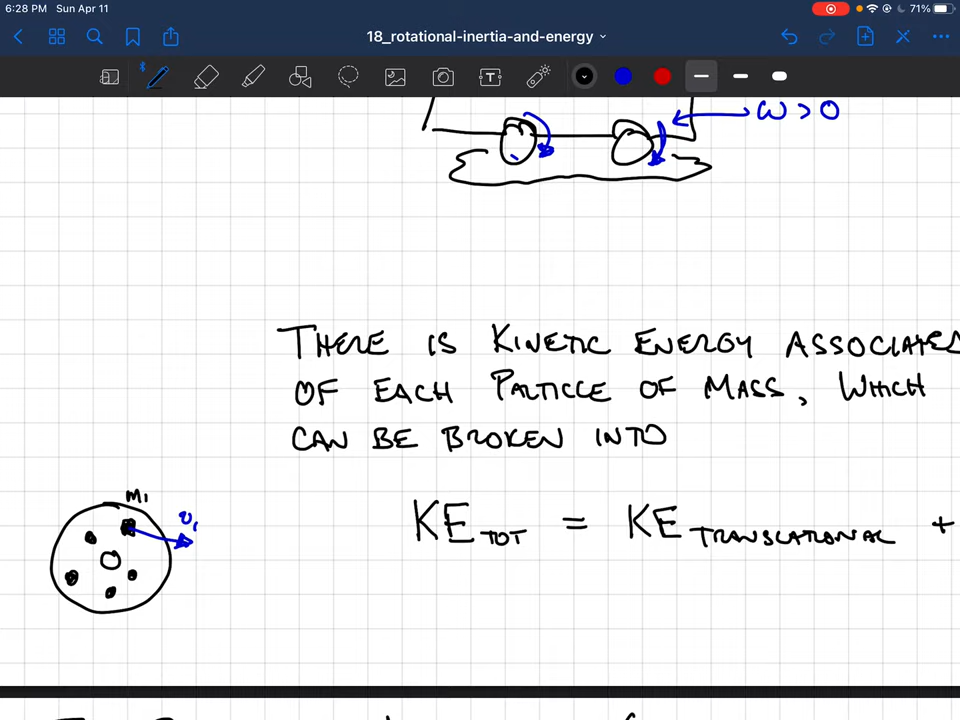 6:28 PM Sun Apr 11
71%
18_rotational-inertia-and-energy
T
ω > 0
THERE IS KINETIC ENERGY ASSOCIATED
OF EACH PARTICLE OF MASS, WHICH
CAN BE BROKEN INTO
M1
v1
KE TOT = KE TRANSLATIONAL +